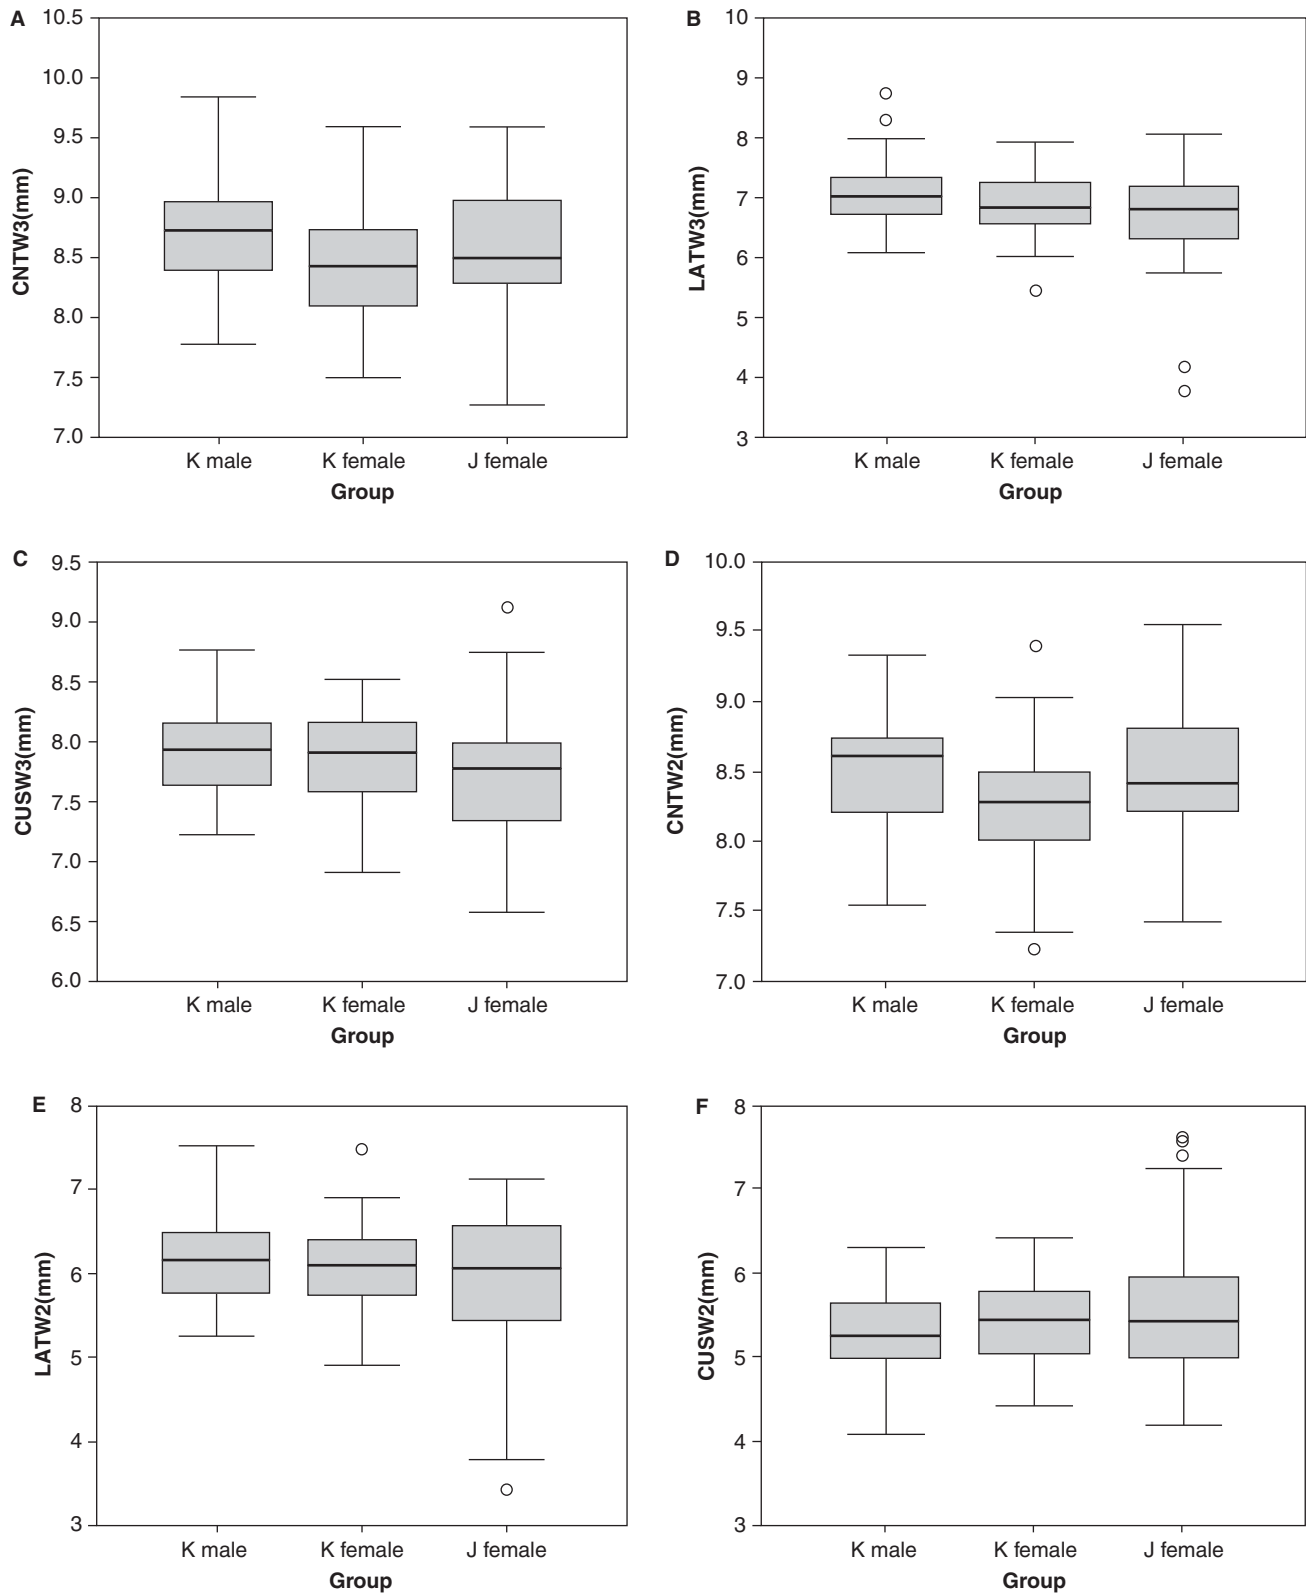 A
10.5
10.0
9.5
9.0
8.5
8.0
7.5
7.0
CNTW3(mm)
K male K female J female
Group
B
10
9
8
7
6
5
4
3
LATW3(mm)
K male K female J female
Group
C
9.5
9.0
8.5
8.0
7.5
7.0
6.5
6.0
CUSW3(mm)
K male K female J female
Group
D
10.0
9.5
9.0
8.5
8.0
7.5
7.0
CNTW2(mm)
K male K female J female
Group
E
8
7
6
5
4
3
LATW2(mm)
K male K female J female
Group
F
8
7
6
5
4
3
CUSW2(mm)
K male K female J female
Group